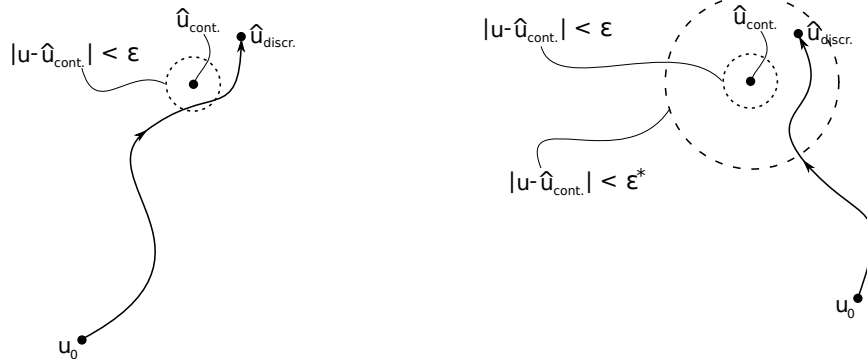 û_cont.
û_discr.
|u-û_cont.| < ε
u_0
|u-û_cont.| < ε
û_cont.
û_discr.
|u-û_cont.| < ε*
u_0